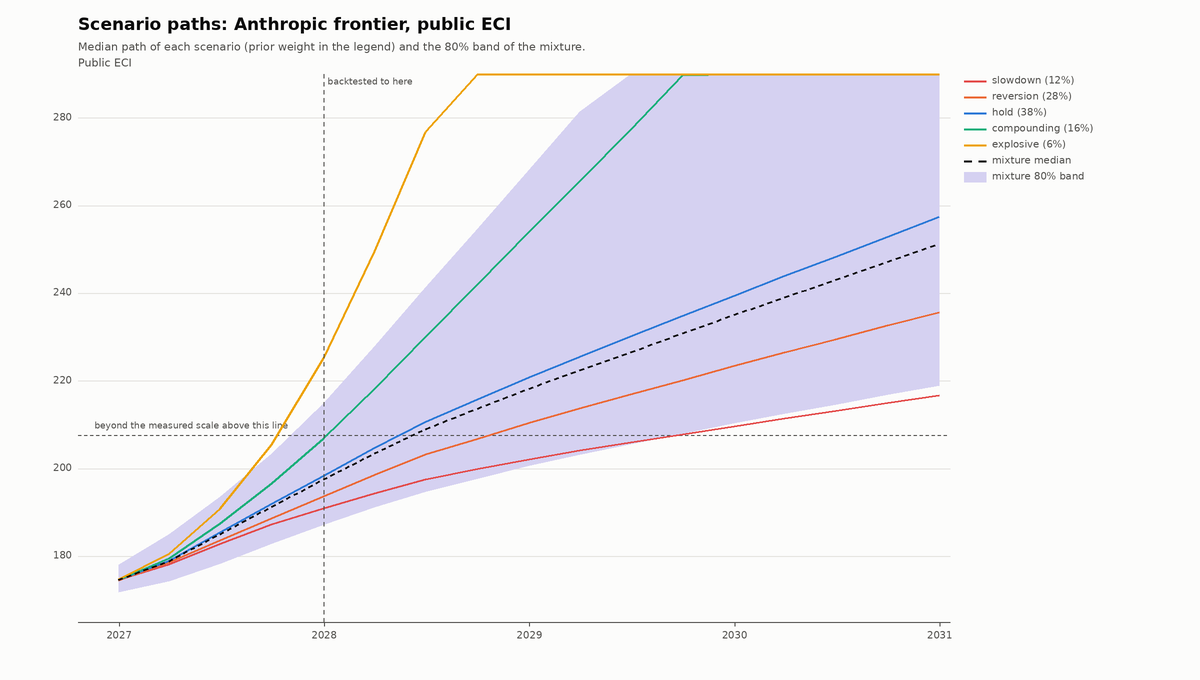 Scenario paths: Anthropic frontier, public ECI
Median path of each scenario (prior weight in the legend) and the 80% band of the mixture.
Public ECI
backtested to here
beyond the measured scale above this line
280
260
240
220
200
180
2027
2028
2029
2030
2031
slowdown (12%)
reversion (28%)
hold (38%)
compounding (16%)
explosive (6%)
mixture median
mixture 80% band